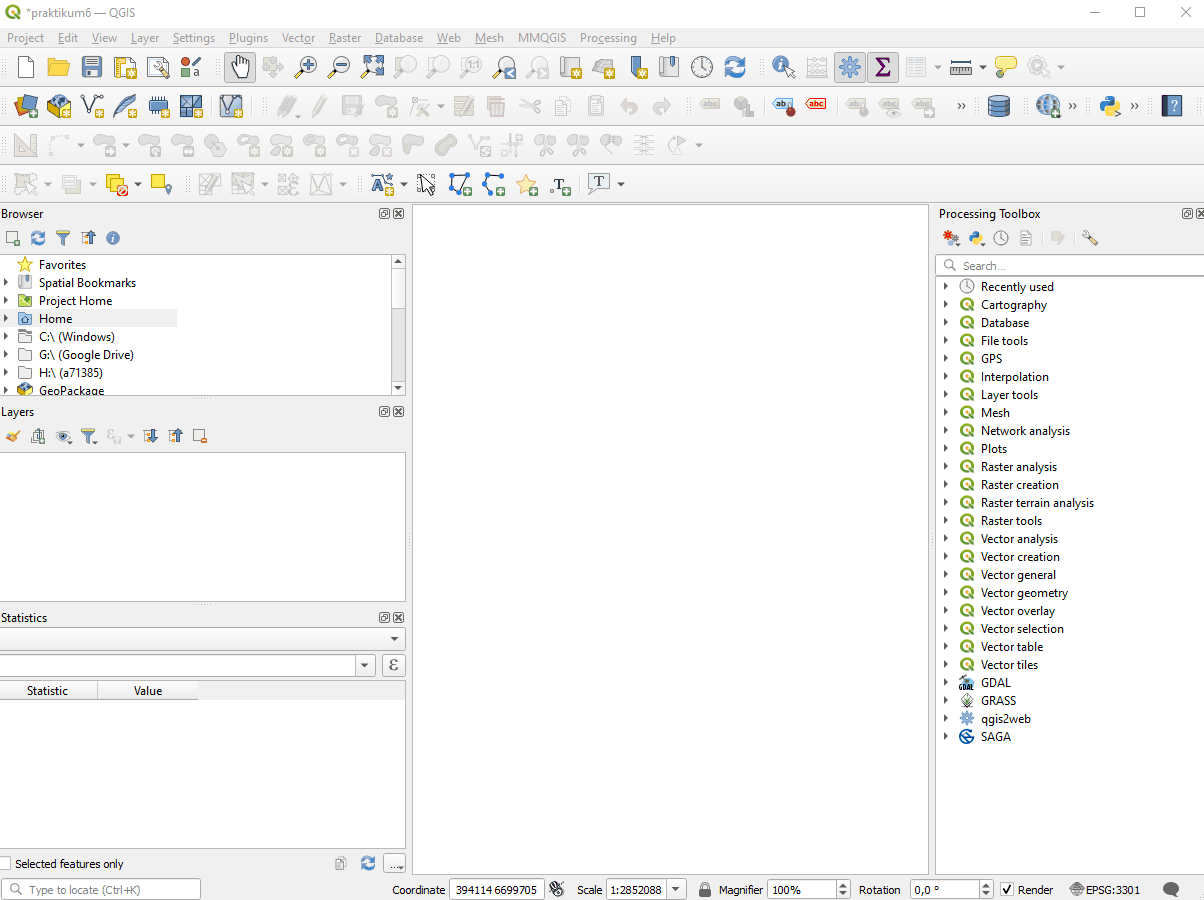 *praktikum6 — QGIS
Project Edit View Layer Settings Plugins Vector Raster Database Web Mesh MMQGIS Processing Help
Browser
Favorites
Spatial Bookmarks
Project Home
Home
C:\ (Windows)
G:\ (Google Drive)
H:\ (a71385)
GeoPackage
Layers
Statistics
Statistic Value
Selected features only
Processing Toolbox
Search...
Recently used
Cartography
Database
File tools
GPS
Interpolation
Layer tools
Mesh
Network analysis
Plots
Raster analysis
Raster creation
Raster terrain analysis
Raster tools
Vector analysis
Vector creation
Vector general
Vector geometry
Vector overlay
Vector selection
Vector table
Vector tiles
GDAL
GRASS
qgis2web
SAGA
Type to locate (Ctrl+K) Coordinate 394114 6699705 Scale 1:2852088 Magnifier 100% Rotation 0,0 ° Render EPSG:3301